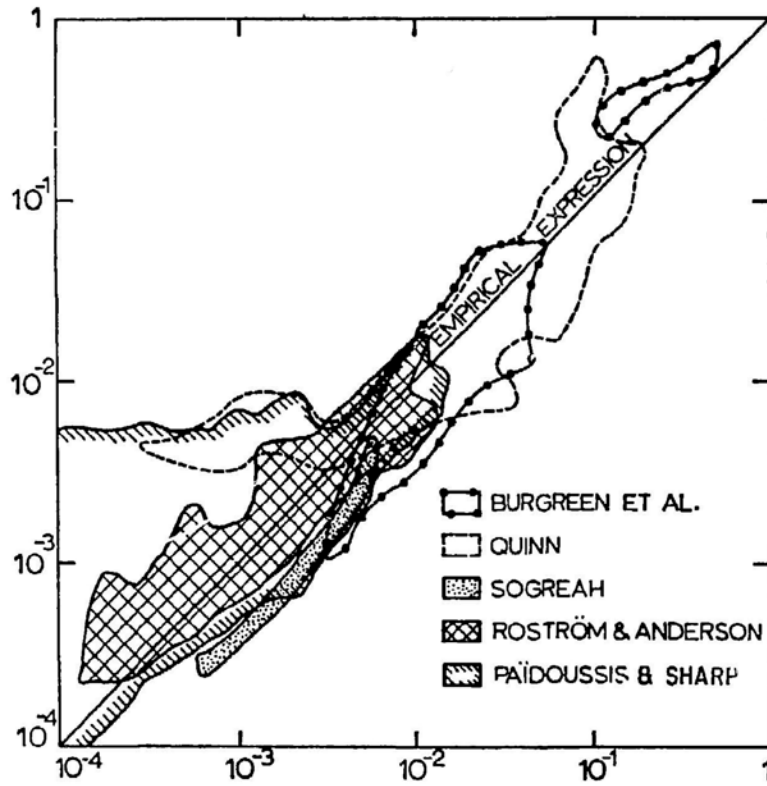 1
10⁻¹
10⁻²
10⁻³
10⁻⁴
EMPIRICAL EXPRESSION
BURGREEN ET AL.
QUINN
SOGREAH
ROSTRÖM & ANDERSON
PAÏDOUSSIS & SHARP
10⁻⁴ 10⁻³ 10⁻² 10⁻¹ 1